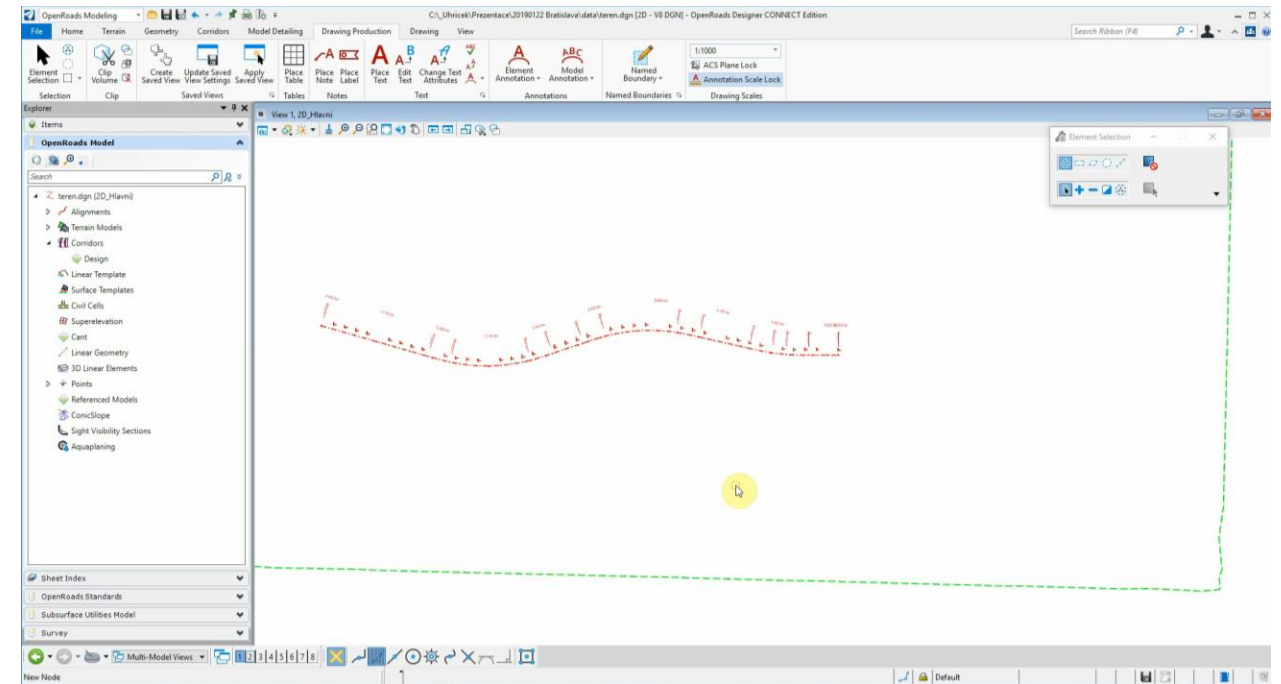 OpenRoads Modeling
C:\_Uhricek\Prezentace\20190122 Bratislava\data\teren.dgn [2D - V8 DGN] - OpenRoads Designer CONNECT Edition
File Home Terrain Geometry Corridors Model Detailing Drawing Production Drawing View
Search Ribbon (F4)
Element Selection
Clip Volume
Create Saved View
Update Saved View Settings
Apply Saved View
Place Table
Place Note
Place Label
Place Text
Edit Text
Change Text Attributes
Element Annotation
Model Annotation
Named Boundary
1:1000
ACS Plane Lock
Annotation Scale Lock
Selection Clip Saved Views Tables Notes Text Annotations Named Boundaries Drawing Scales
Explorer
Items
OpenRoads Model
Search
teren.dgn (2D_Hlavni)
Alignments
Terrain Models
Corridors
Design
Linear Template
Surface Templates
Civil Cells
Superelevation
Cant
Linear Geometry
3D Linear Elements
Points
Referenced Models
ConicSlope
Sight Visibility Sections
Aquaplaning
Sheet Index
OpenRoads Standards
Subsurface Utilities Model
Survey
View 1, 2D_Hlavni
Element Selection
Multi-Model Views
1 2 3 4 5 6 7 8
New Node
Default